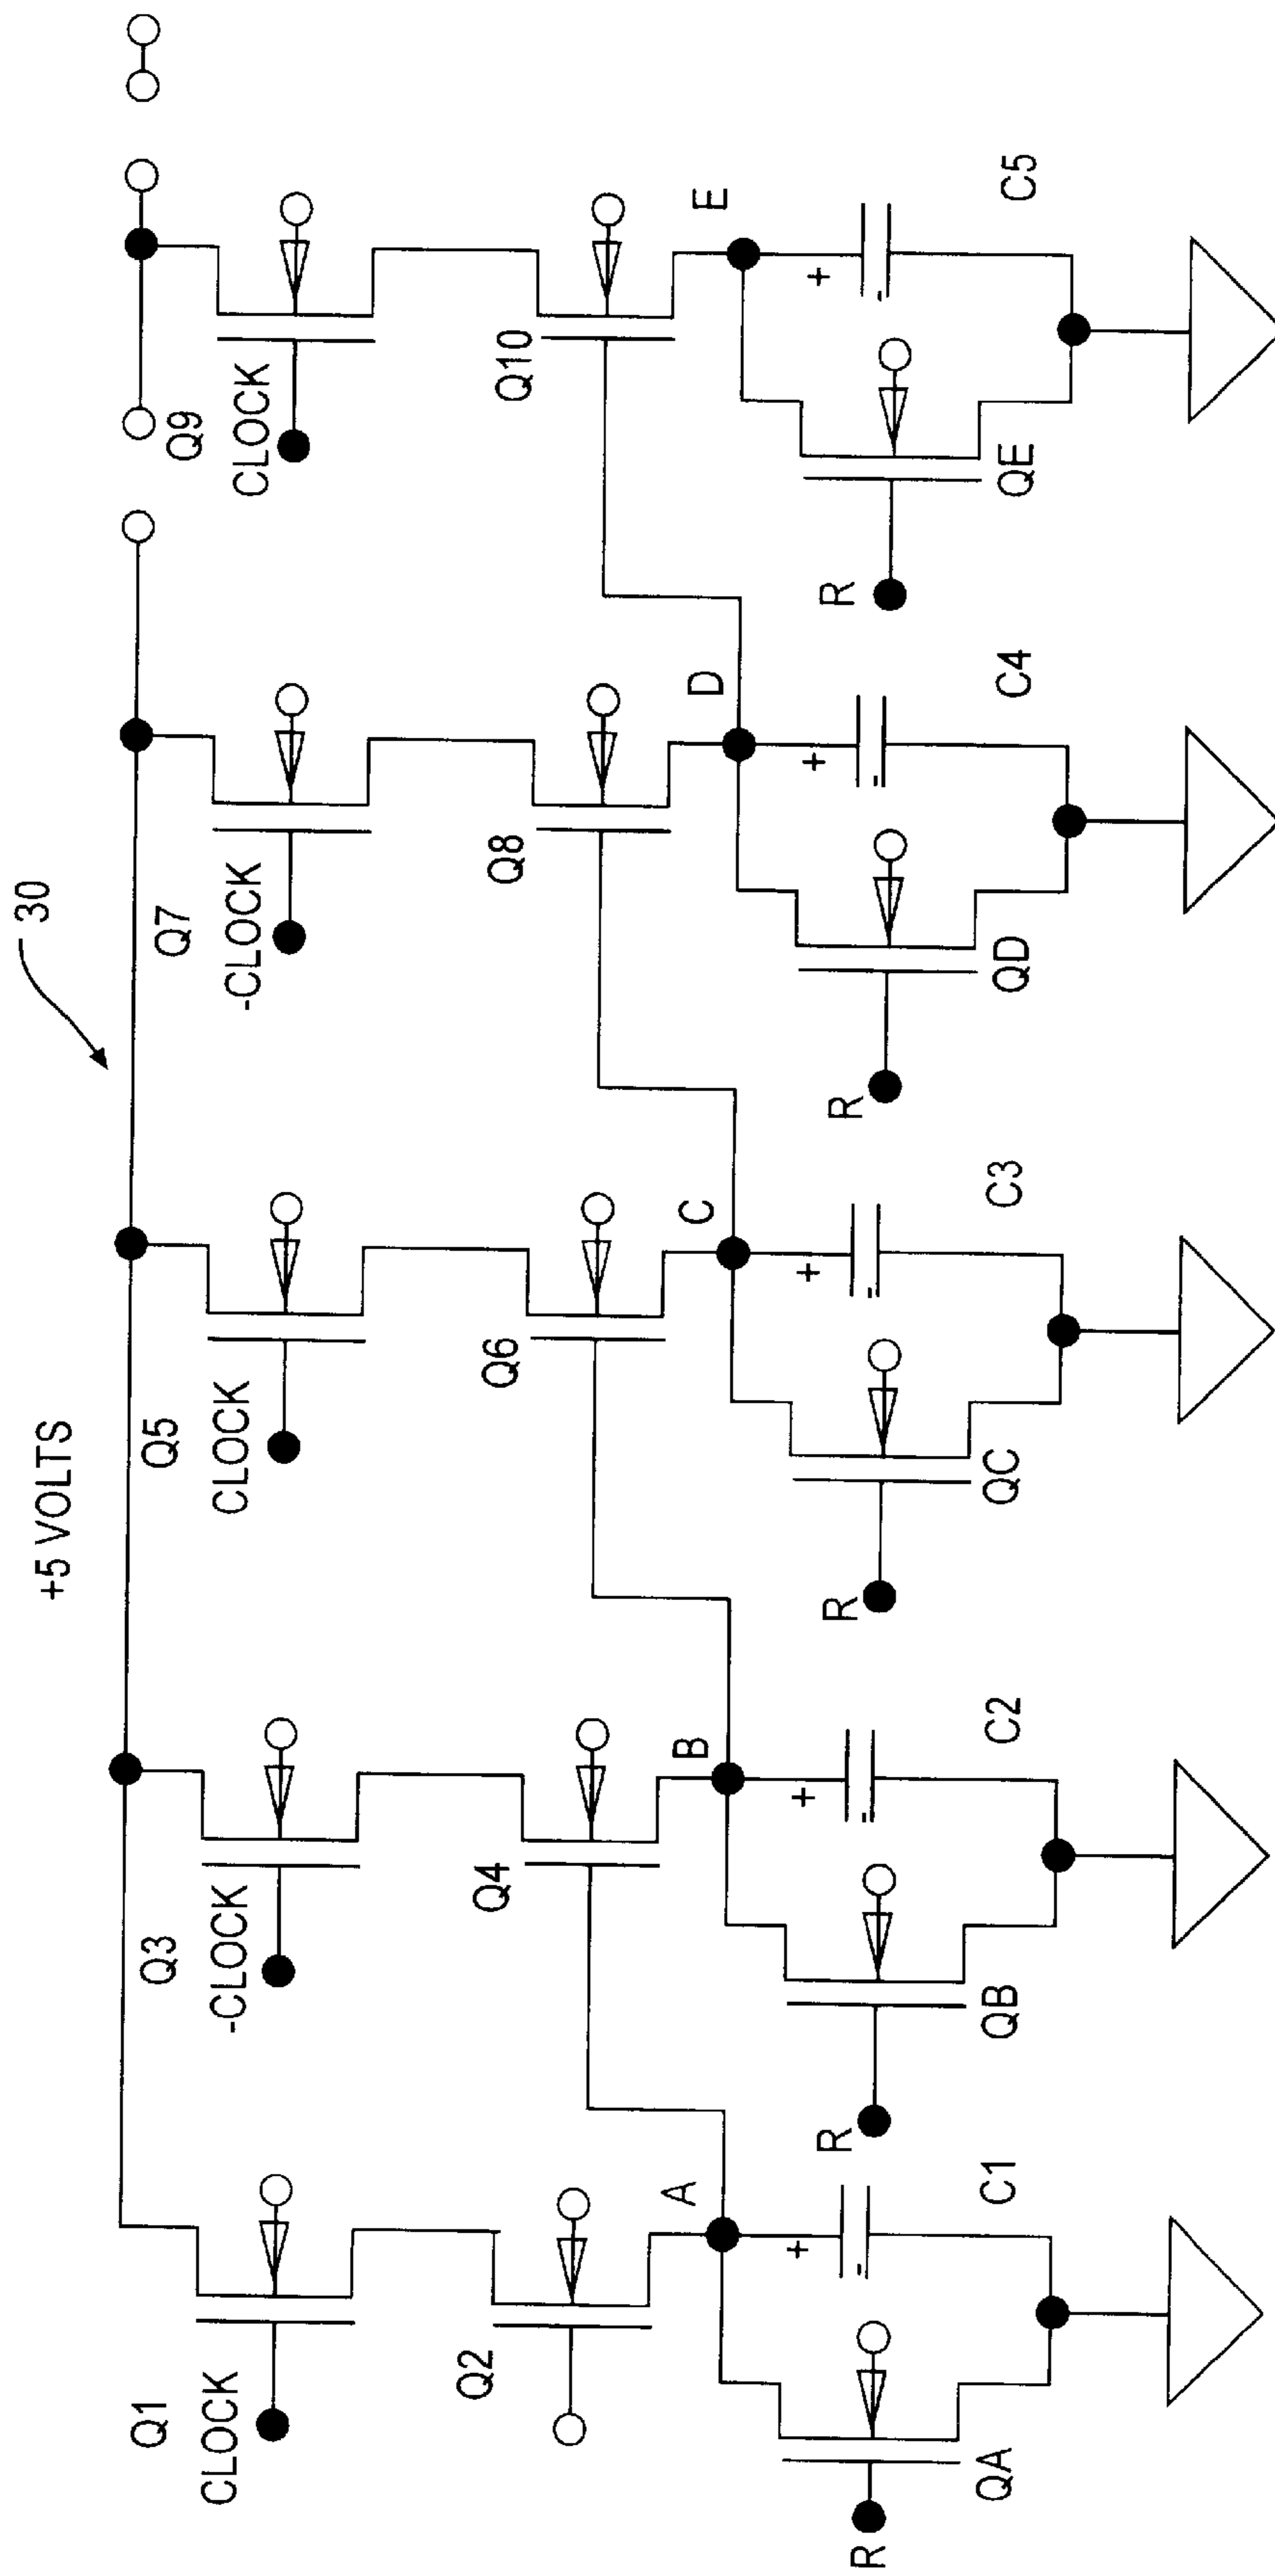 30
+5 VOLTS
Q1
CLOCK
Q2
A
+
-
C1
QA
R
Q3
-CLOCK
Q4
B
+
-
C2
QB
R
Q5
CLOCK
Q6
C
+
-
C3
QC
R
Q7
-CLOCK
Q8
D
+
-
C4
QD
R
Q9
CLOCK
Q10
E
+
-
C5
QE
R